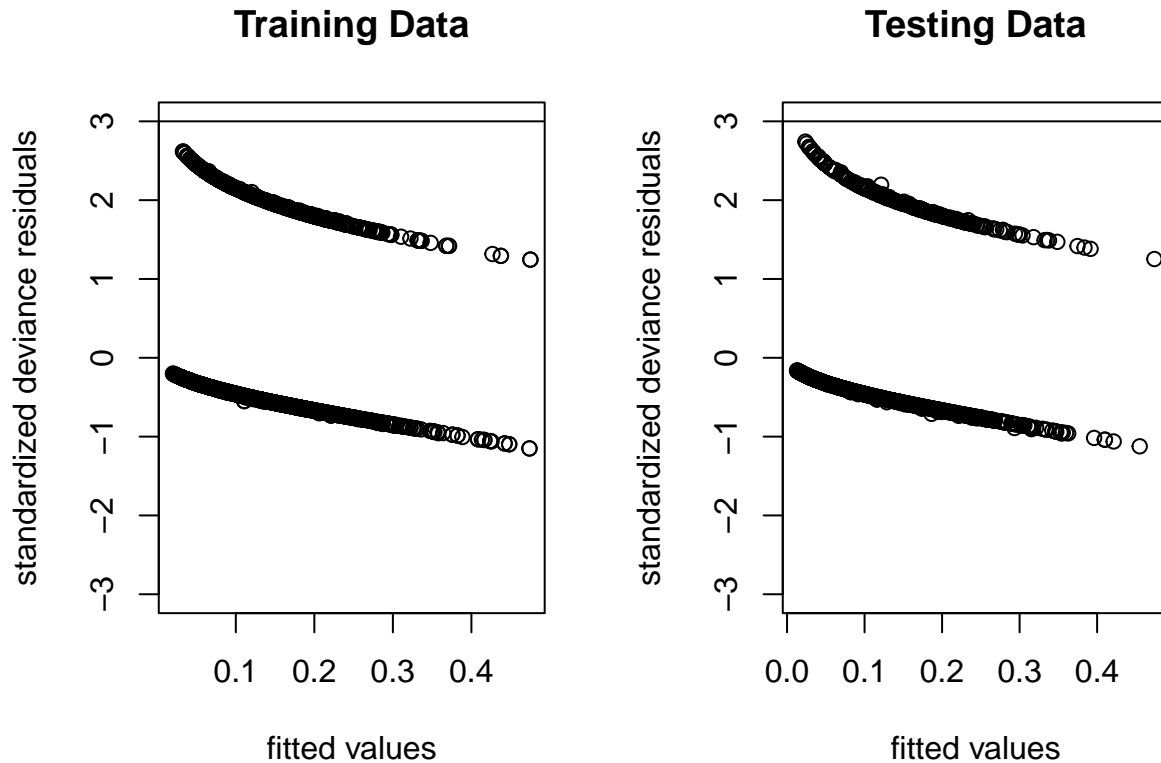 Training Data
standardized deviance residuals
3
2
1
0
−1
−2
−3
0.1 0.2 0.3 0.4
fitted values
Testing Data
standardized deviance residuals
3
2
1
0
−1
−2
−3
0.0 0.1 0.2 0.3 0.4
fitted values